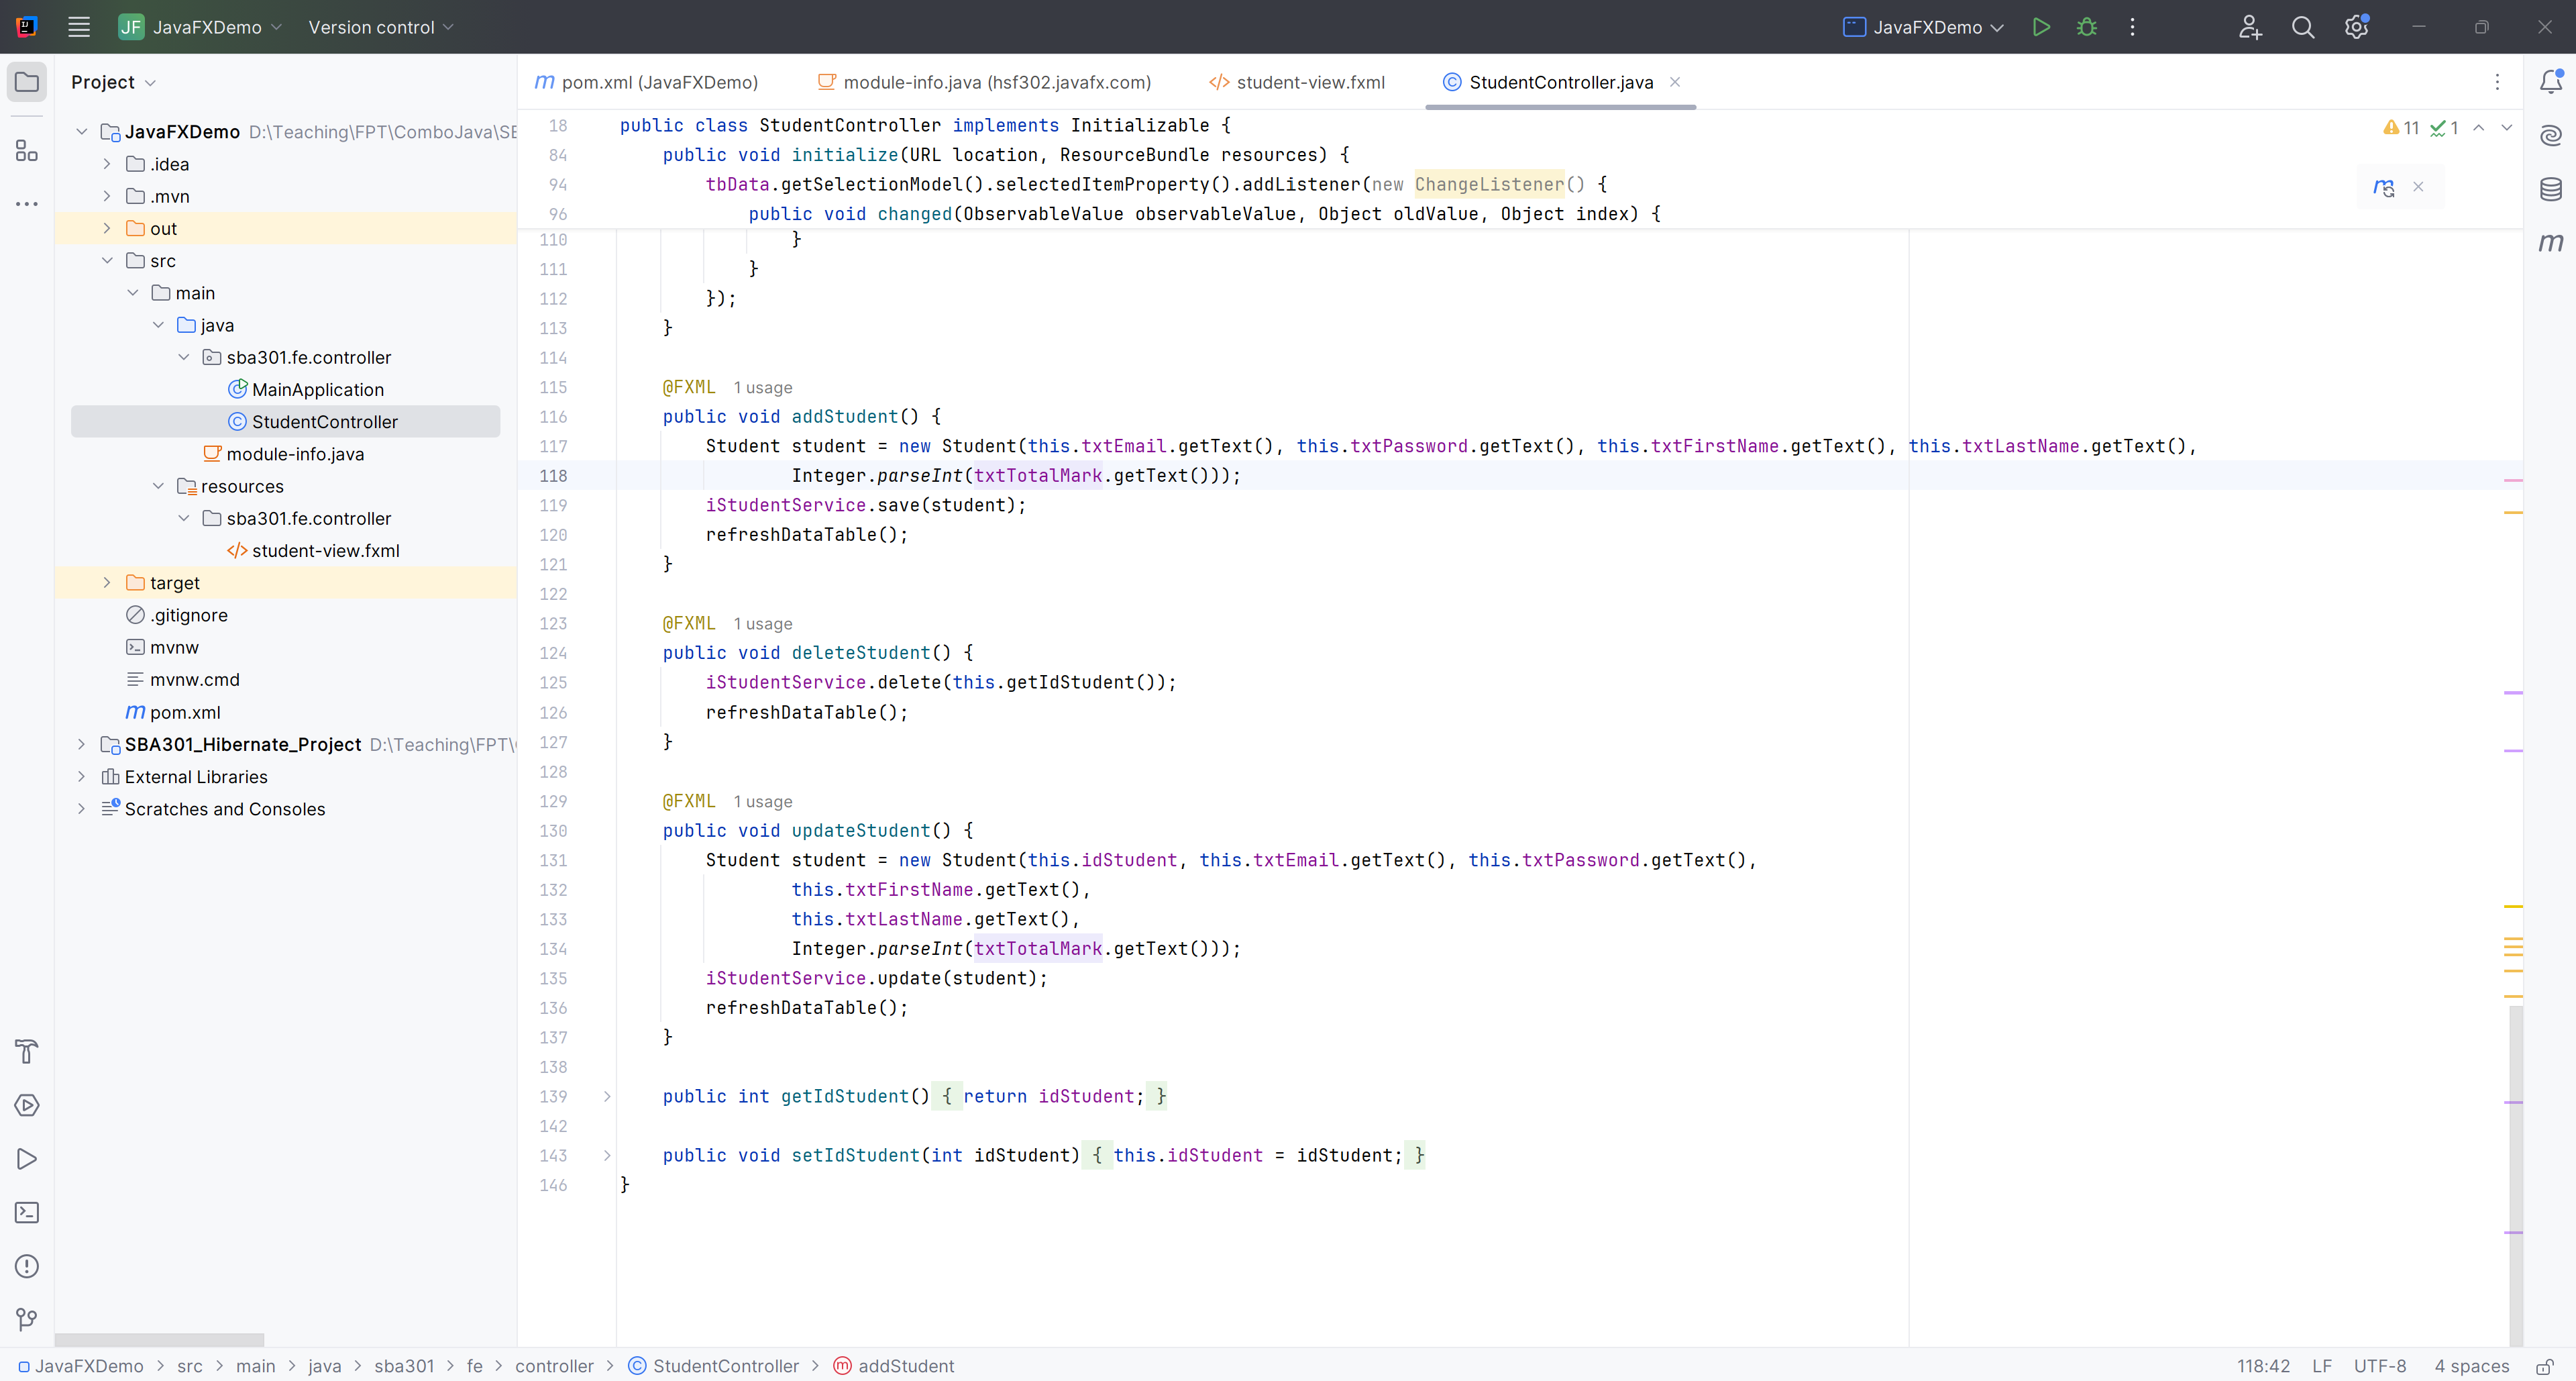 JF JavaFXDemo Version control JavaFXDemo
Project
JavaFXDemo D:\Teaching\FPT\ComboJava\SE
.idea
.mvn
out
src
main
java
sba301.fe.controller
MainApplication
StudentController
module-info.java
resources
sba301.fe.controller
student-view.fxml
target
.gitignore
mvnw
mvnw.cmd
pom.xml
SBA301_Hibernate_Project D:\Teaching\FPT\
External Libraries
Scratches and Consoles
pom.xml (JavaFXDemo) module-info.java (hsf302.javafx.com) student-view.fxml StudentController.java
11 1
18 public class StudentController implements Initializable {
84 public void initialize(URL location, ResourceBundle resources) {
94 tbData.getSelectionModel().selectedItemProperty().addListener(new ChangeListener() {
96 public void changed(ObservableValue observableValue, Object oldValue, Object index) {
110 }
111 }
112 });
113 }
114
115 @FXML 1 usage
116 public void addStudent() {
117 Student student = new Student(this.txtEmail.getText(), this.txtPassword.getText(), this.txtFirstName.getText(), this.txtLastName.getText(),
118 Integer.parseInt(txtTotalMark.getText()));
119 iStudentService.save(student);
120 refreshDataTable();
121 }
122
123 @FXML 1 usage
124 public void deleteStudent() {
125 iStudentService.delete(this.getIdStudent());
126 refreshDataTable();
127 }
128
129 @FXML 1 usage
130 public void updateStudent() {
131 Student student = new Student(this.idStudent, this.txtEmail.getText(), this.txtPassword.getText(),
132 this.txtFirstName.getText(),
133 this.txtLastName.getText(),
134 Integer.parseInt(txtTotalMark.getText()));
135 iStudentService.update(student);
136 refreshDataTable();
137 }
138
139 public int getIdStudent() { return idStudent; }
142
143 public void setIdStudent(int idStudent) { this.idStudent = idStudent; }
146 }
JavaFXDemo > src > main > java > sba301 > fe > controller > StudentController > addStudent 118:42 LF UTF-8 4 spaces